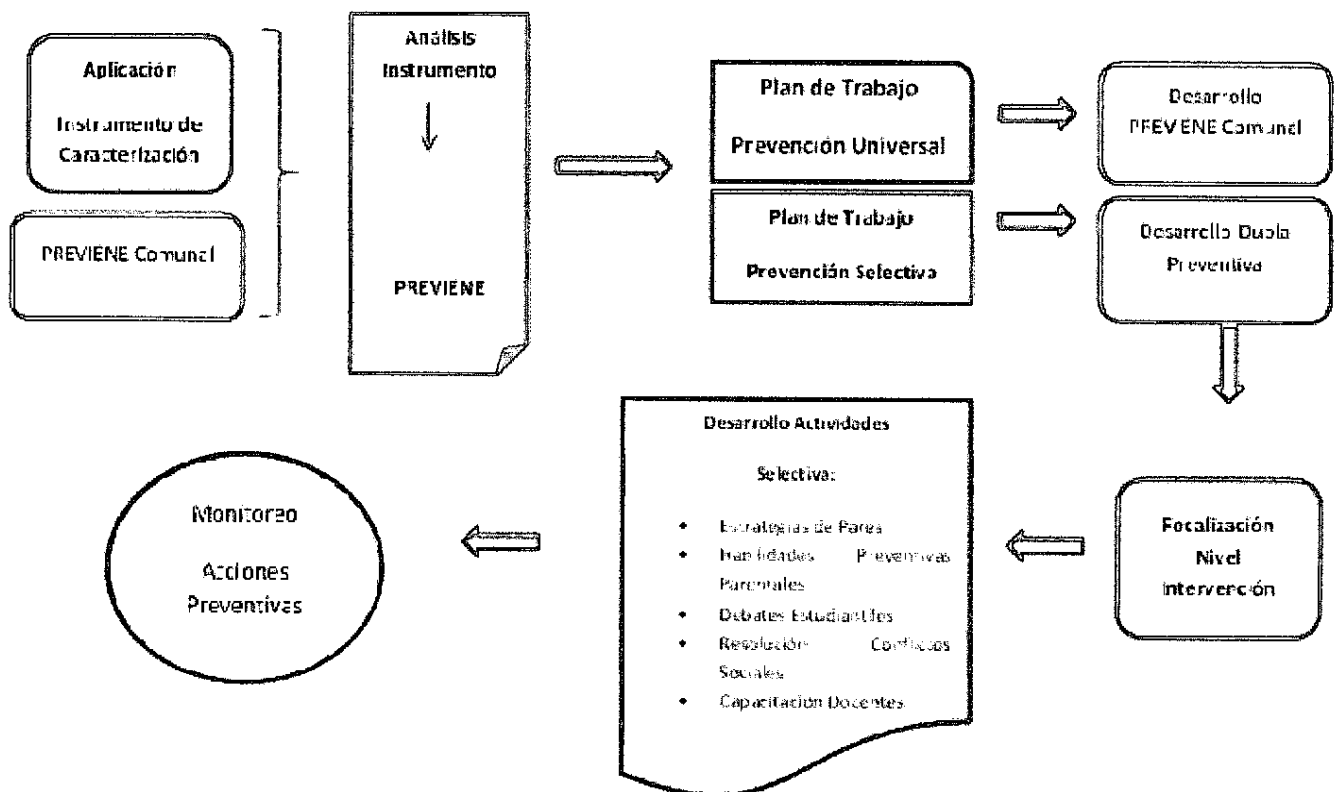 Aplicación
Instrumento de
Caracterización
PREVIENE Comunal
Análisis
Instrumento
PREVIENE
Plan de Trabajo
Prevención Universal
Plan de Trabajo
Prevención Selectiva
Desarrollo
PREVIENE Comunal
Desarrollo Dupla
Preventiva
Focalización
Nivel
Intervención
Desarrollo Actividades
Selectiva:
• Estrategias de Pares
• Habilidades Preventivas
Parentales
• Debates Estudiantiles
• Resolución Conflictos
Sociales
• Capacitación Docentes
Monitoreo
Acciones
Preventivas